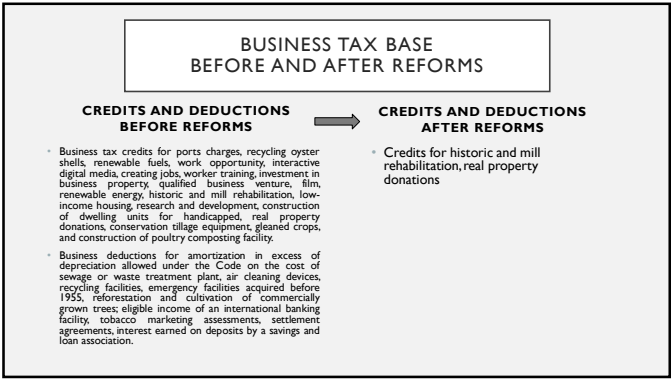 BUSINESS TAX BASE
BEFORE AND AFTER REFORMS
CREDITS AND DEDUCTIONS
BEFORE REFORMS
• Business tax credits for ports charges, recycling oyster
shells, renewable fuels, work opportunity, interactive
digital media, creating jobs, worker training, investment in
business property, qualified business venture, film,
renewable energy, historic and mill rehabilitation, low-
income housing, research and development, construction
of dwelling units for handicapped, real property
donations, conservation tillage equipment, gleaned crops,
and construction of poultry composting facility.
• Business deductions for amortization in excess of
depreciation allowed under the Code on the cost of
sewage or waste treatment plant, air cleaning devices,
recycling facilities, emergency facilities acquired before
1955, reforestation and cultivation of commercially
grown trees; eligible income of an international banking
facility, tobacco marketing assessments, settlement
agreements, interest earned on deposits by a savings and
loan association.
CREDITS AND DEDUCTIONS
AFTER REFORMS
• Credits for historic and mill
rehabilitation, real property
donations